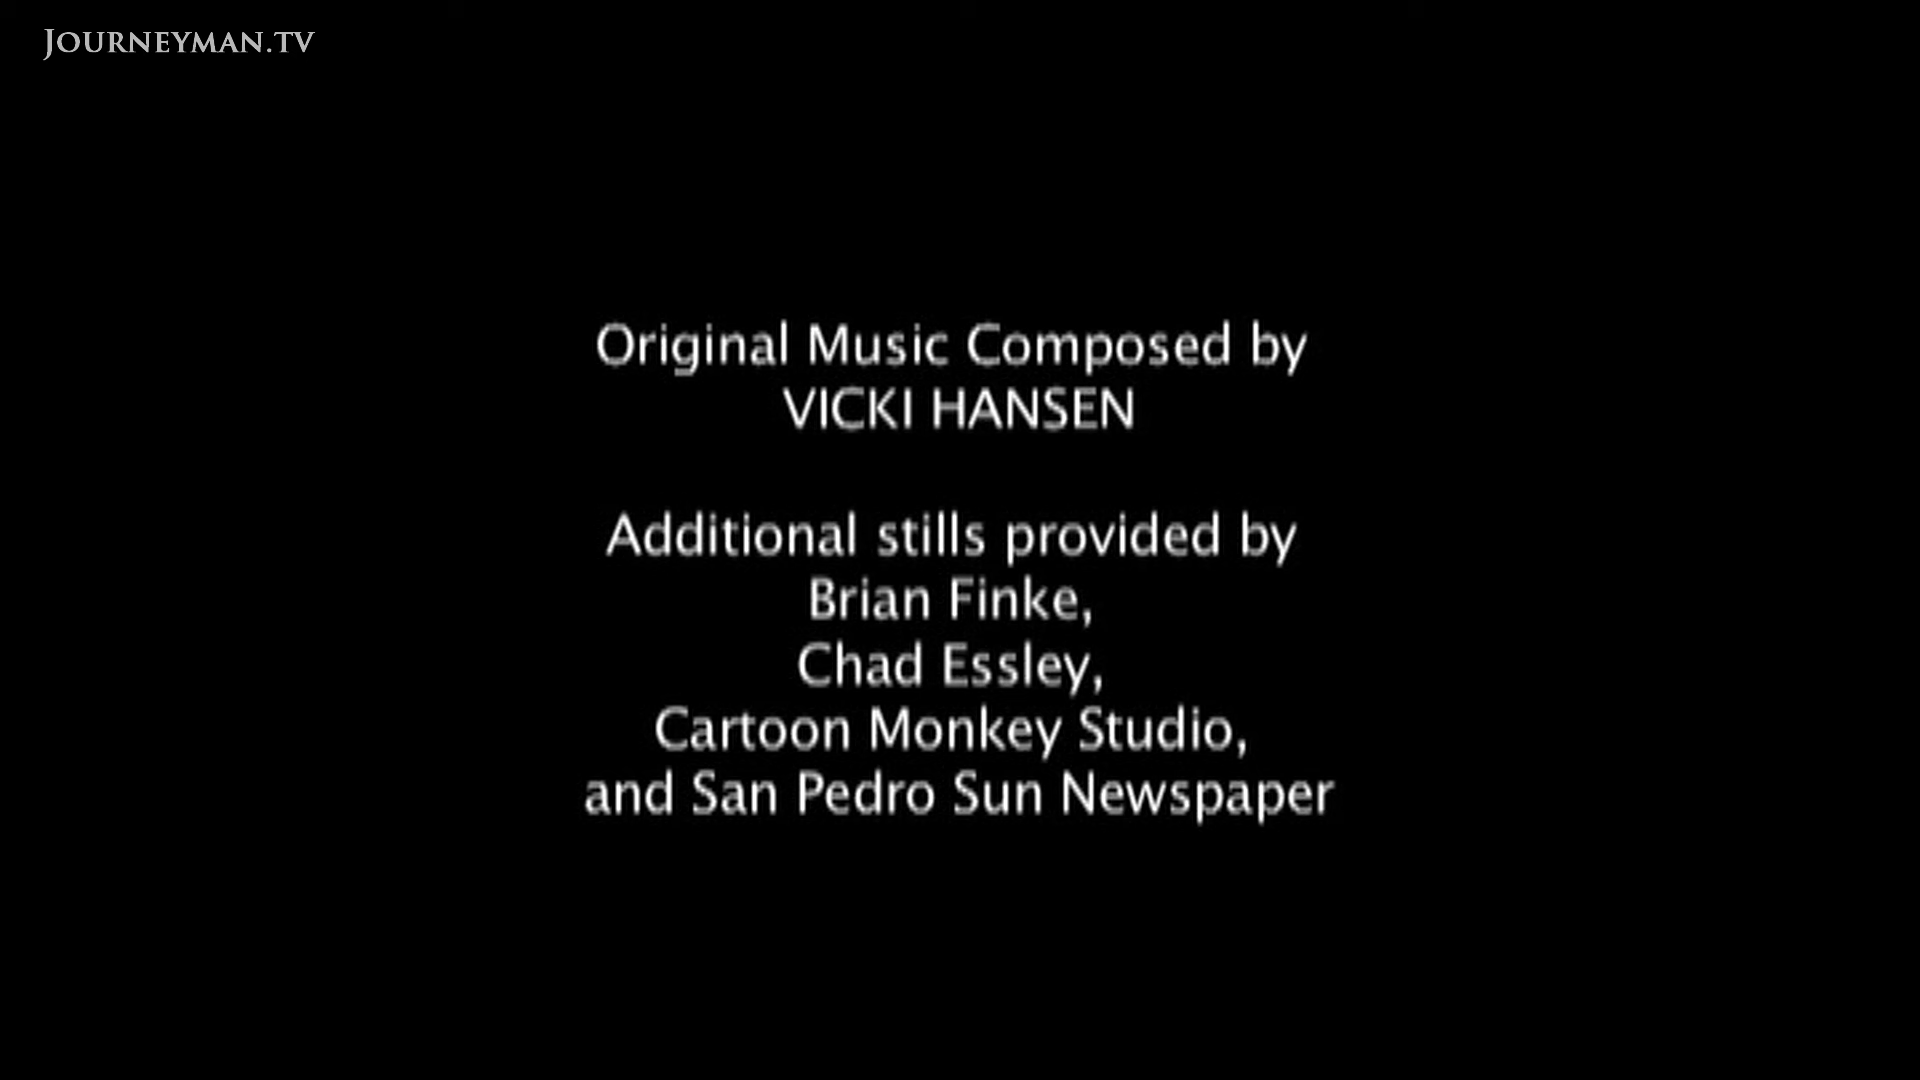 JOURNEYMAN.TV
Original Music Composed by
VICKI HANSEN
Additional stills provided by
Brian Finke,
Chad Essley,
Cartoon Monkey Studio,
and San Pedro Sun Newspaper